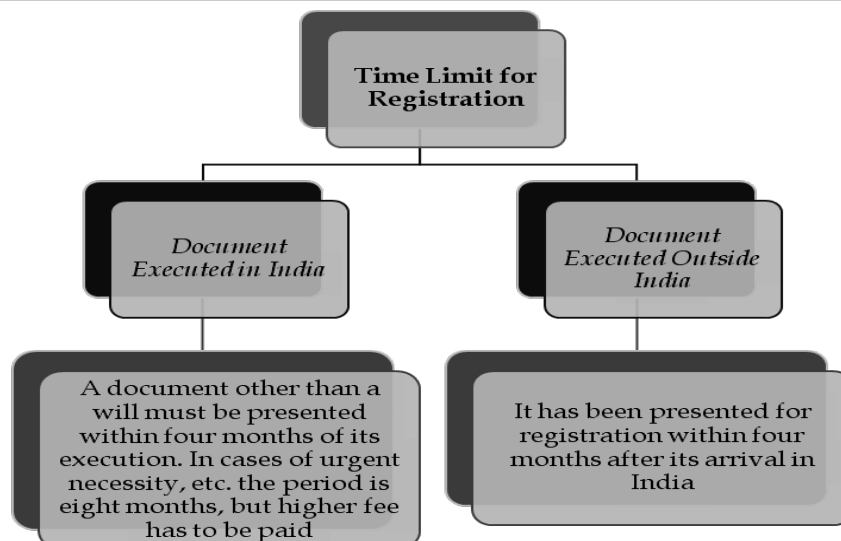 Time Limit for
Registration
Document
Executed in India
Document
Executed Outside
India
A document other than a
will must be presented
within four months of its
execution. In cases of urgent
necessity, etc. the period is
eight months, but higher fee
has to be paid
It has been presented for
registration within four
months after its arrival in
India